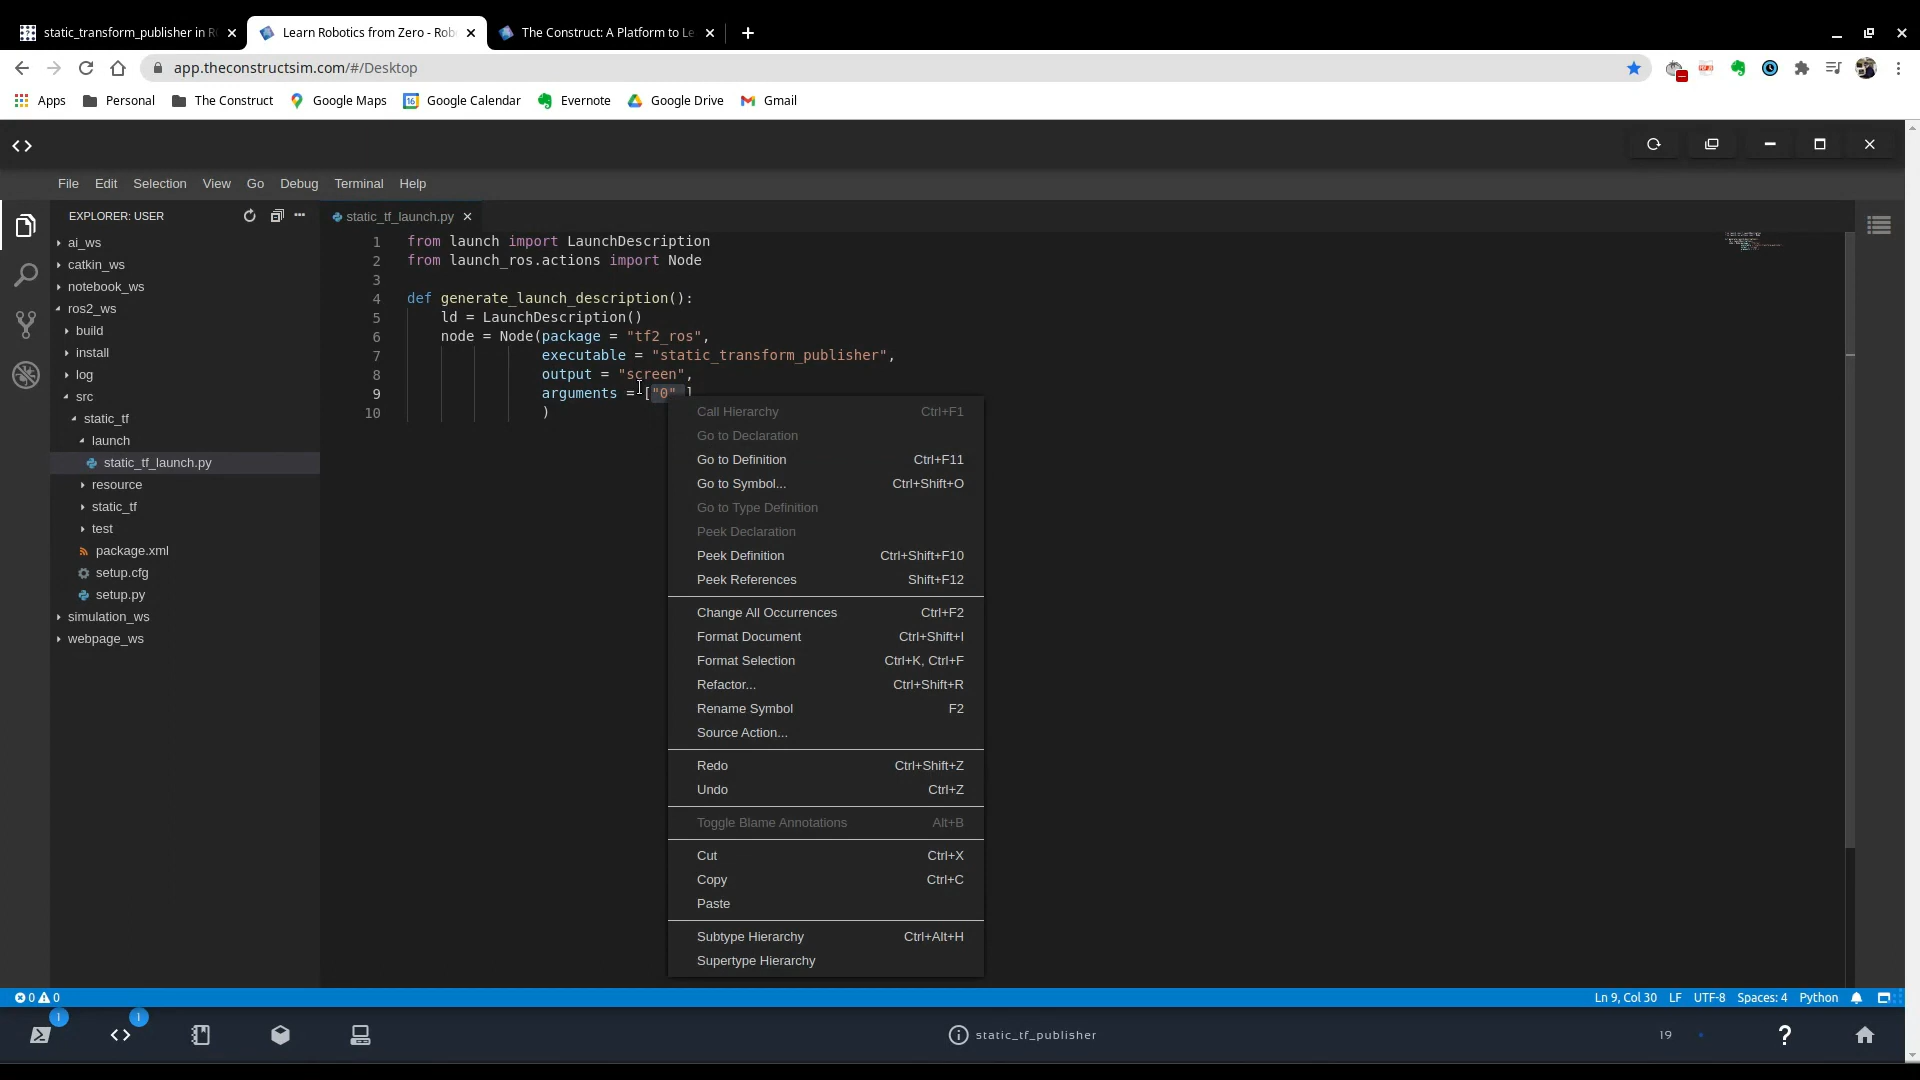 static_transform_publisher in R
Learn Robotics from Zero - Rob
The Construct: A Platform to Le
app.theconstructsim.com/#/Desktop
Apps Personal The Construct Google Maps Google Calendar Evernote Google Drive Gmail
File Edit Selection View Go Debug Terminal Help
EXPLORER: USER
ai_ws
catkin_ws
notebook_ws
ros2_ws
build
install
log
src
static_tf
launch
static_tf_launch.py
resource
static_tf
test
package.xml
setup.cfg
setup.py
simulation_ws
webpage_ws
static_tf_launch.py
1 from launch import LaunchDescription
2 from launch_ros.actions import Node
3
4 def generate_launch_description():
5 ld = LaunchDescription()
6 node = Node(package = "tf2_ros",
7 executable = "static_transform_publisher",
8 output = "screen",
9 arguments = ["0" ]
10 )
Call Hierarchy Ctrl+F1
Go to Declaration
Go to Definition Ctrl+F11
Go to Symbol... Ctrl+Shift+O
Go to Type Definition
Peek Declaration
Peek Definition Ctrl+Shift+F10
Peek References Shift+F12
Change All Occurrences Ctrl+F2
Format Document Ctrl+Shift+I
Format Selection Ctrl+K, Ctrl+F
Refactor... Ctrl+Shift+R
Rename Symbol F2
Source Action...
Redo Ctrl+Shift+Z
Undo Ctrl+Z
Toggle Blame Annotations Alt+B
Cut Ctrl+X
Copy Ctrl+C
Paste
Subtype Hierarchy Ctrl+Alt+H
Supertype Hierarchy
0 0
Ln 9, Col 30 LF UTF-8 Spaces: 4 Python
1 1
static_tf_publisher
19